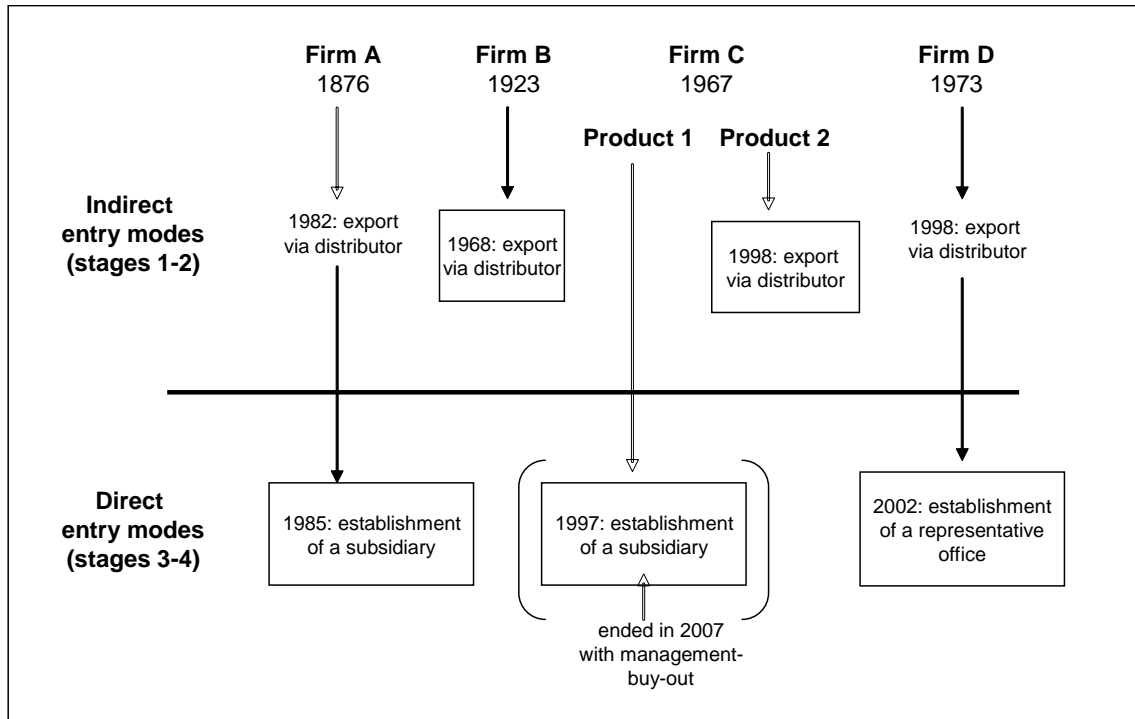 Firm A
1876
Firm B
1923
Firm C
1967
Firm D
1973
Product 1
Product 2
Indirect
entry modes
(stages 1-2)
1982: export
via distributor
1968: export
via distributor
1998: export
via distributor
1998: export
via distributor
Direct
entry modes
(stages 3-4)
1985: establishment
of a subsidiary
1997: establishment
of a subsidiary
2002: establishment
of a representative
office
ended in 2007
with management-
buy-out